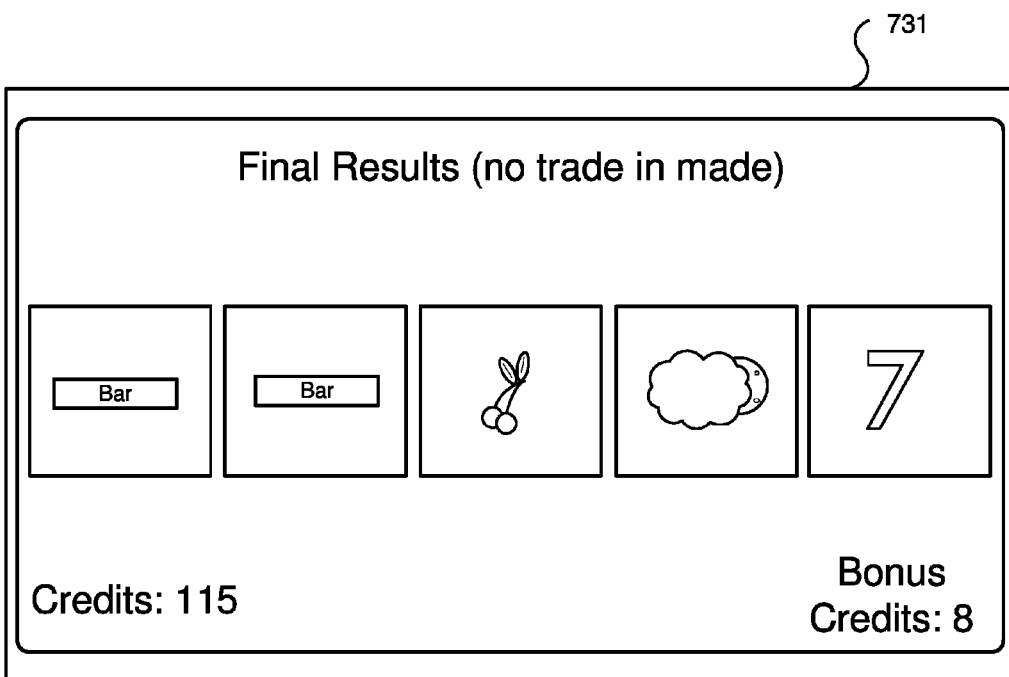 731
Final Results (no trade in made)
Bar
Bar
7
Credits: 115
Bonus
Credits: 8